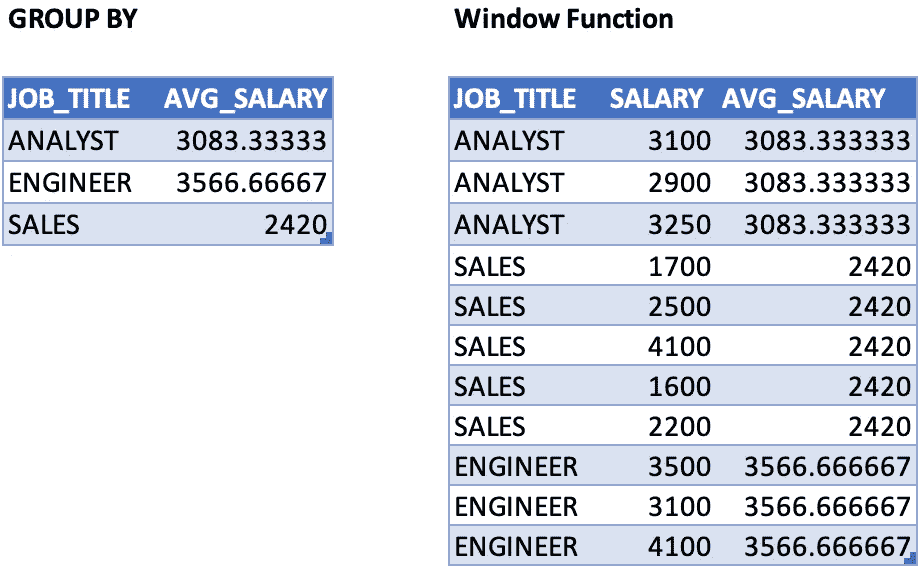 GROUP BY
JOB_TITLE AVG_SALARY
ANALYST 3083.33333
ENGINEER 3566.66667
SALES 2420
Window Function
JOB_TITLE SALARY AVG_SALARY
ANALYST 3100 3083.333333
ANALYST 2900 3083.333333
ANALYST 3250 3083.333333
SALES 1700 2420
SALES 2500 2420
SALES 4100 2420
SALES 1600 2420
SALES 2200 2420
ENGINEER 3500 3566.666667
ENGINEER 3100 3566.666667
ENGINEER 4100 3566.666667